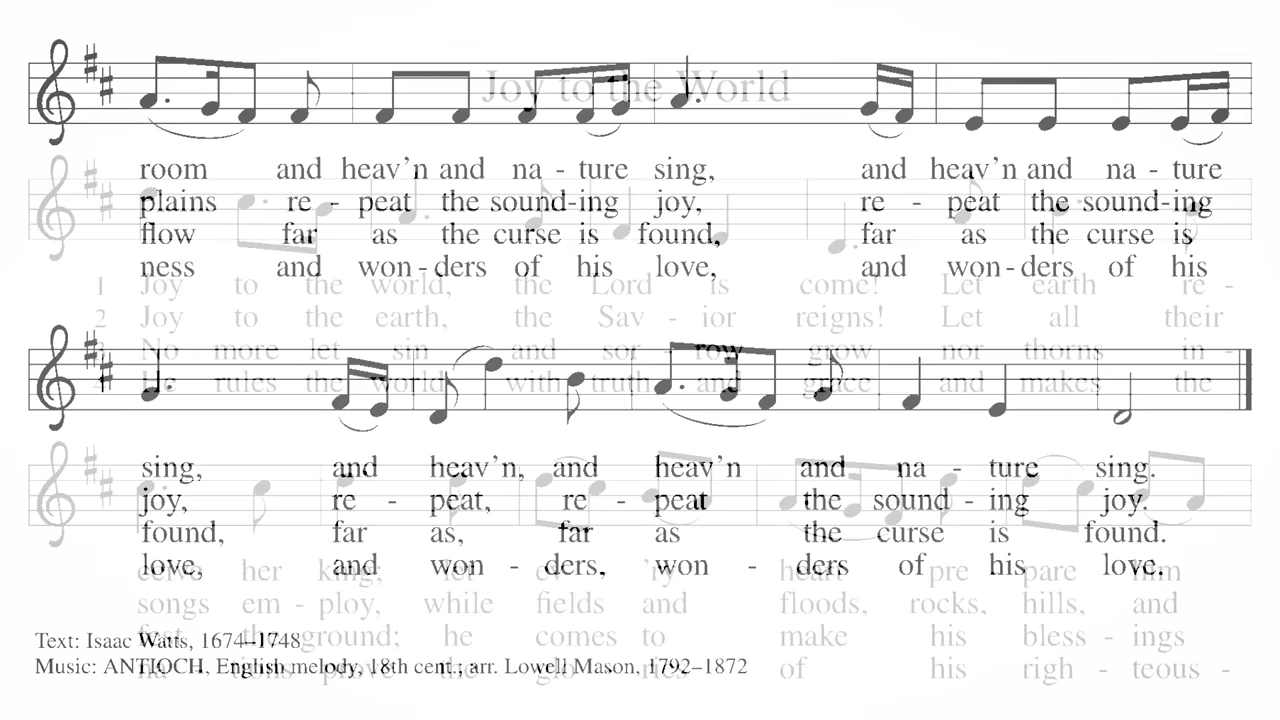 Joy to the World
room and heav'n and na - ture sing, and heav'n and na - ture
plains re - peat the sound-ing joy, re - peat the sound-ing
flow far as the curse is found, far as the curse is
ness and won - ders of his love, and won - ders of his
1 Joy to the world, the Lord is come! Let earth re -
2 Joy to the earth, the Sav - ior reigns! Let all their
No more let sin and sor - row grow nor thorns in -
He rules the world with truth and grace and makes the
sing, and heav'n, and heav'n and na - ture sing.
joy, re - peat, re - peat the sound - ing joy.
found, far as, far as the curse is found.
love, and won - ders, won - ders of his love.
ceive her king; let ev - 'ry heart pre - pare him
songs em - ploy, while fields and floods, rocks, hills, and
the ground; he comes to make his bless - ings
na - tions prove the glo - ries of his righ - teous -
Text: Isaac Watts, 1674–1748
Music: ANTIOCH, English melody, 18th cent.; arr. Lowell Mason, 1792–1872